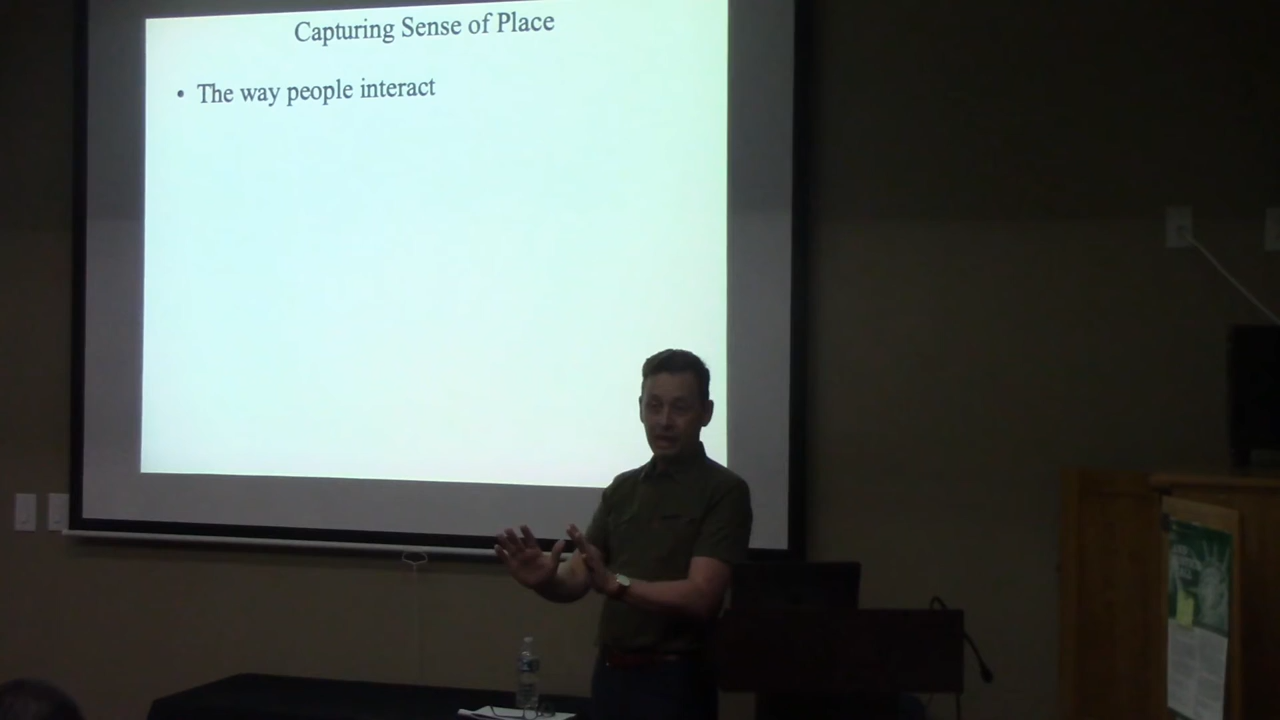 Capturing Sense of Place
• The way people interact